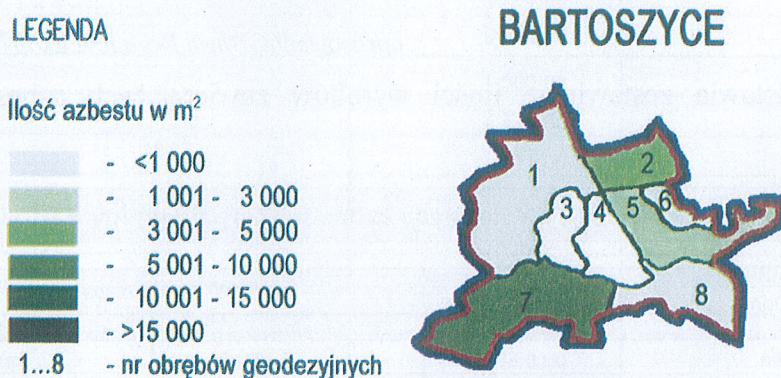 LEGENDA
BARTOSZYCE
Ilość azbestu w m²
- <1 000
- 1 001 - 3 000
- 3 001 - 5 000
- 5 001 - 10 000
- 10 001 - 15 000
- >15 000
1...8 - nr obrębów geodezyjnych
1
2
3
4
5
6
7
8